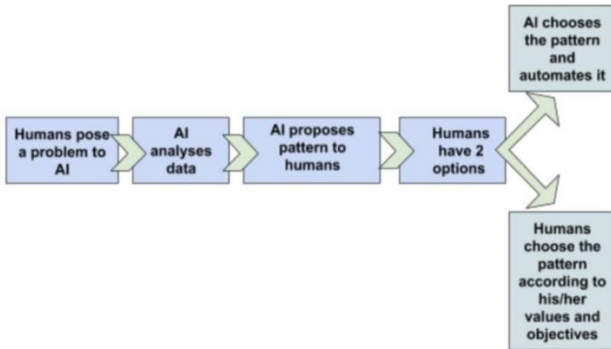 Humans pose
a problem to
AI
AI
analyses
data
AI proposes
pattern to
humans
Humans
have 2
options
AI chooses
the pattern
and
automates it
Humans
choose the
pattern
according to
his/her
values and
objectives